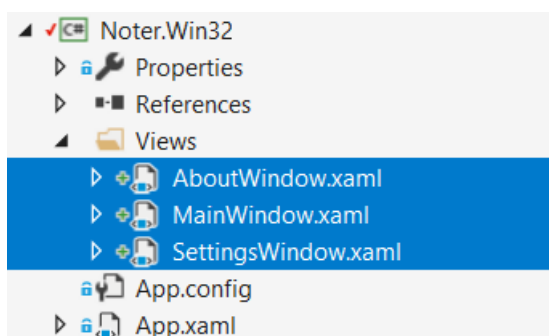 C# Noter.Win32
Properties
References
Views
AboutWindow.xaml
MainWindow.xaml
SettingsWindow.xaml
App.config
App.xaml